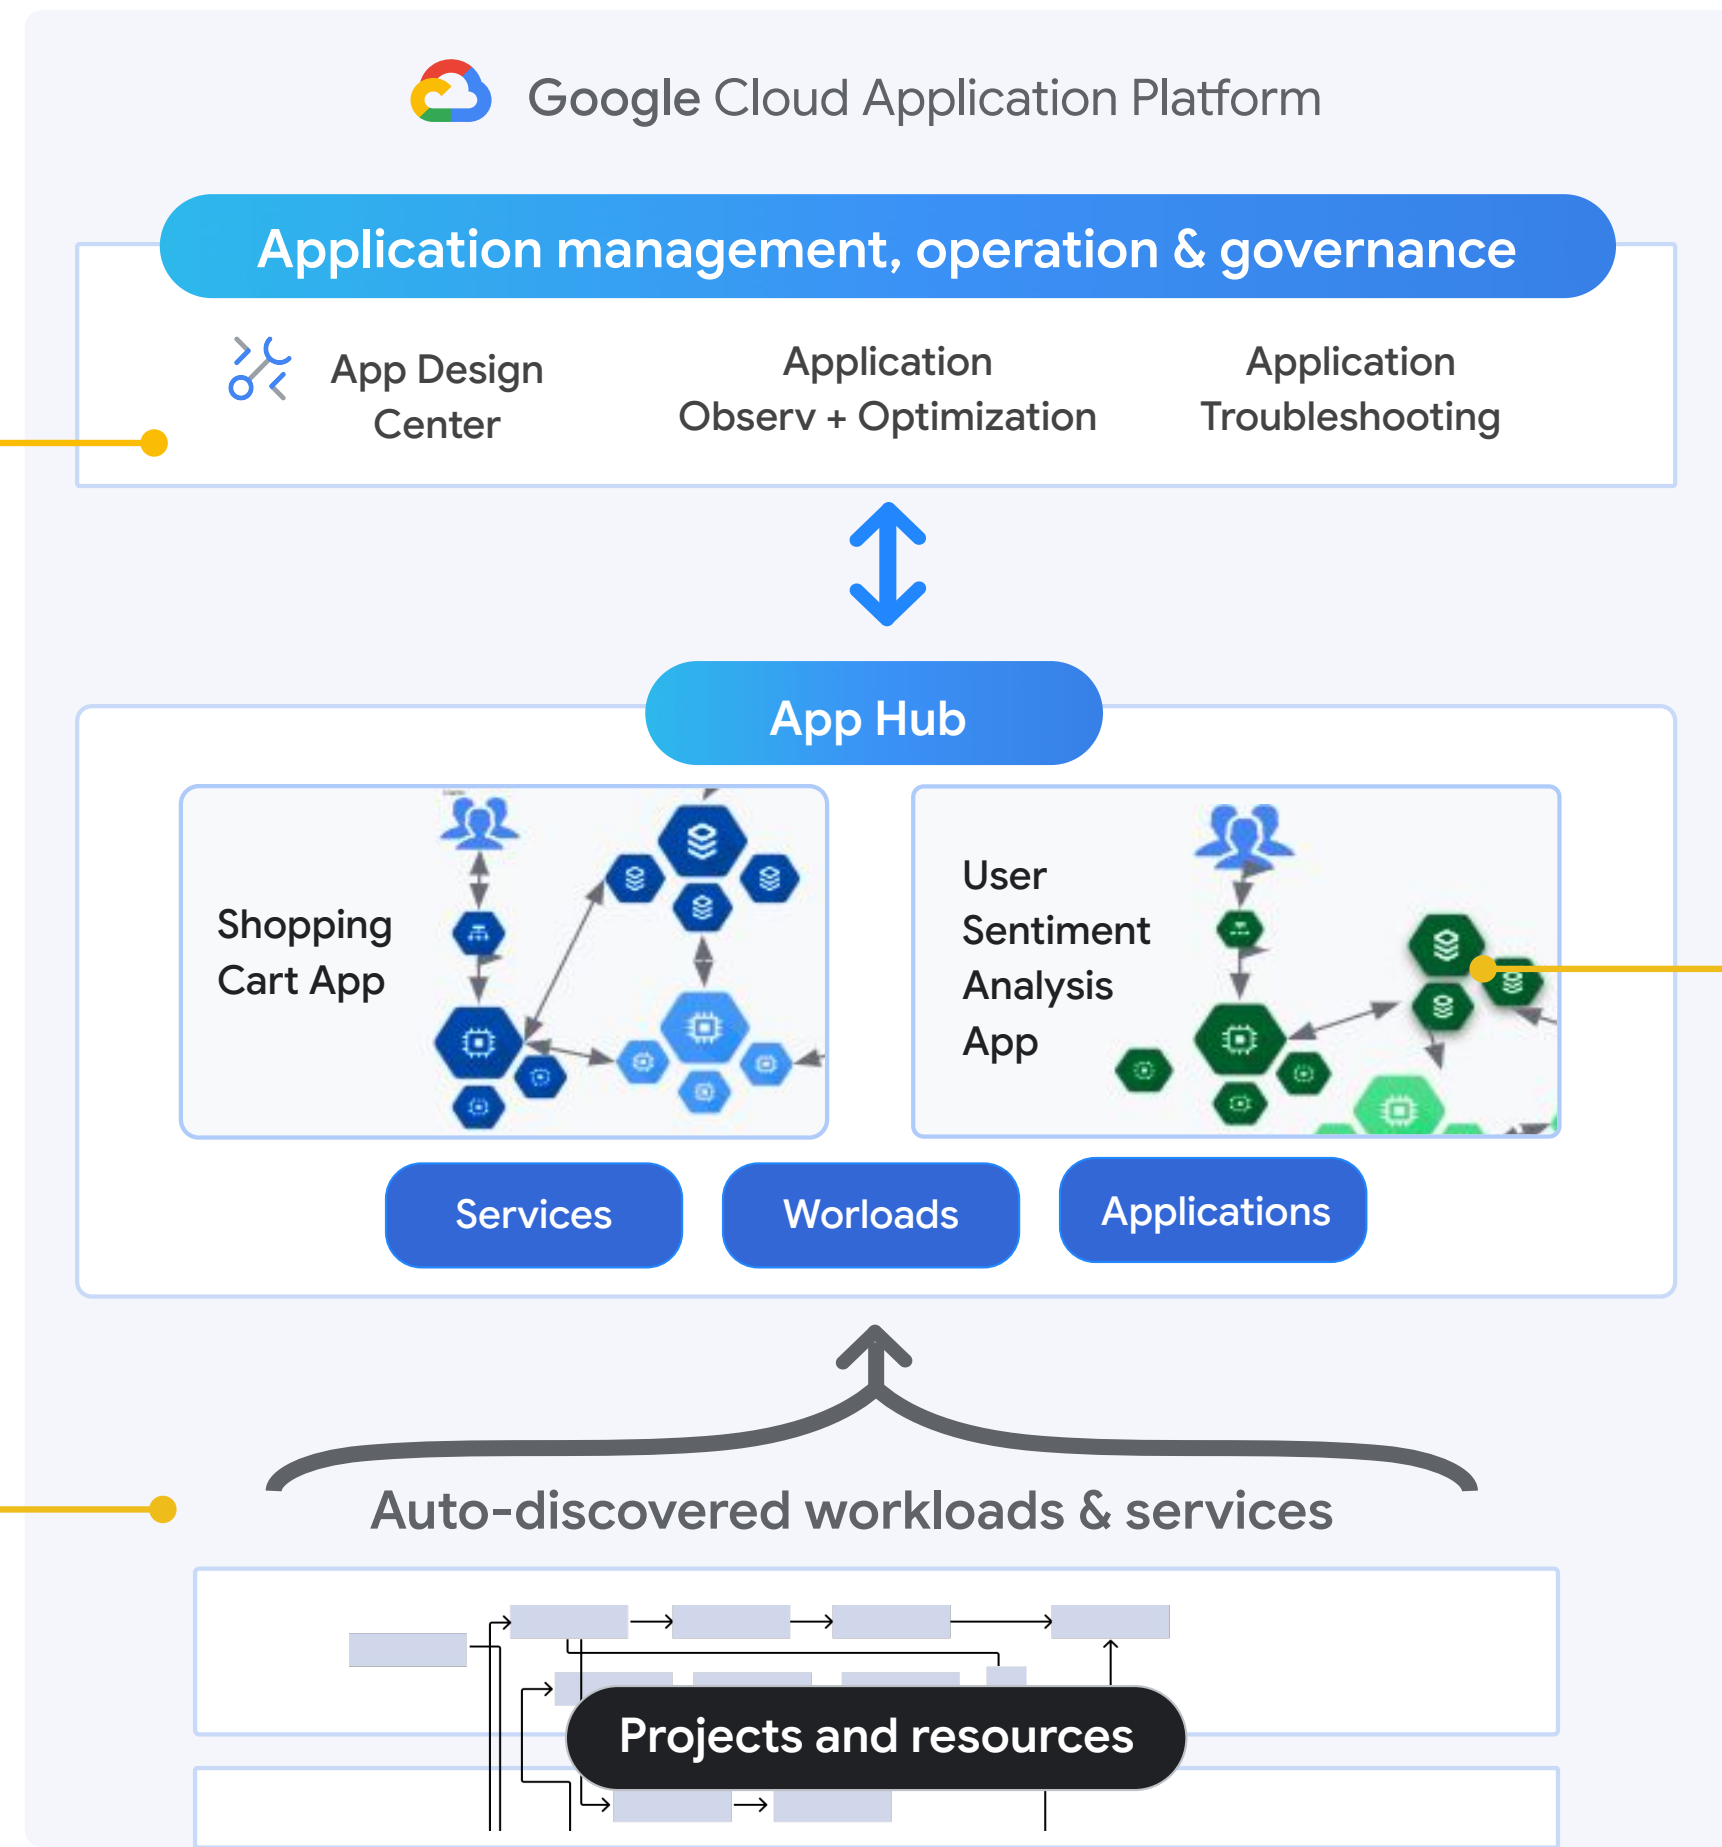 Google Cloud Application Platform
Application management, operation & governance
App Design
Center
Application
Observ + Optimization
Application
Troubleshooting
App Hub
Shopping
Cart App
User
Sentiment
Analysis
App
Services
Worloads
Applications
Auto-discovered workloads & services
Projects and resources